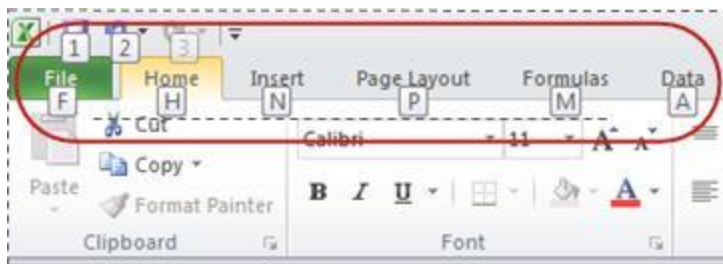 1 2 3
File Home Insert Page Layout Formulas Data
F H N P M A
Cut Calibri 11 A A
Copy
Paste B I U A
Format Painter
Clipboard Font